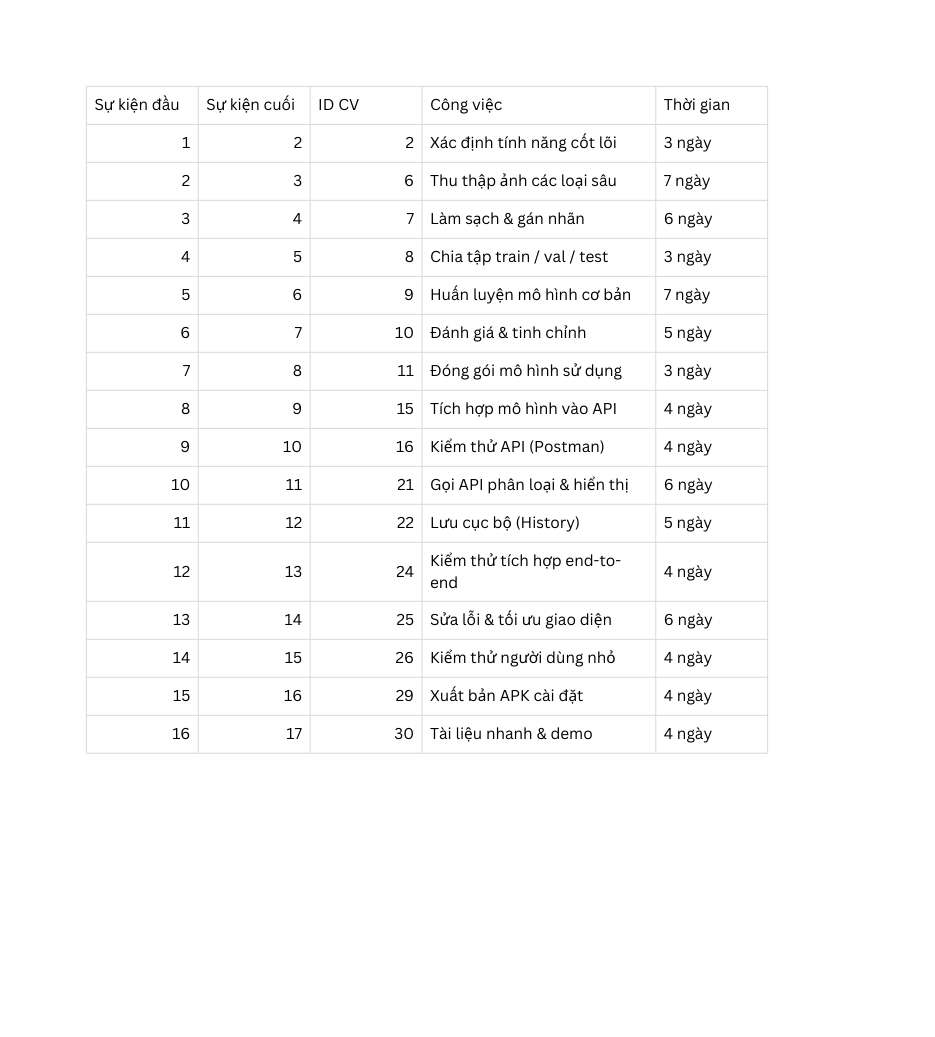 Sự kiện đầu Sự kiện cuối ID CV Công việc Thời gian
1 2 2 Xác định tính năng cốt lõi 3 ngày
2 3 6 Thu thập ảnh các loại sâu 7 ngày
3 4 7 Làm sạch & gán nhãn 6 ngày
4 5 8 Chia tập train / val / test 3 ngày
5 6 9 Huấn luyện mô hình cơ bản 7 ngày
6 7 10 Đánh giá & tinh chỉnh 5 ngày
7 8 11 Đóng gói mô hình sử dụng 3 ngày
8 9 15 Tích hợp mô hình vào API 4 ngày
9 10 16 Kiểm thử API (Postman) 4 ngày
10 11 21 Gọi API phân loại & hiển thị 6 ngày
11 12 22 Lưu cục bộ (History) 5 ngày
12 13 24 Kiểm thử tích hợp end-to-
end 4 ngày
13 14 25 Sửa lỗi & tối ưu giao diện 6 ngày
14 15 26 Kiểm thử người dùng nhỏ 4 ngày
15 16 29 Xuất bản APK cài đặt 4 ngày
16 17 30 Tài liệu nhanh & demo 4 ngày